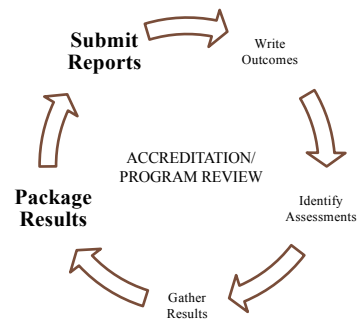 Submit
Reports
Write
Outcomes
ACCREDITATION/
PROGRAM REVIEW
Package
Results
Identify
Assessments
Gather
Results